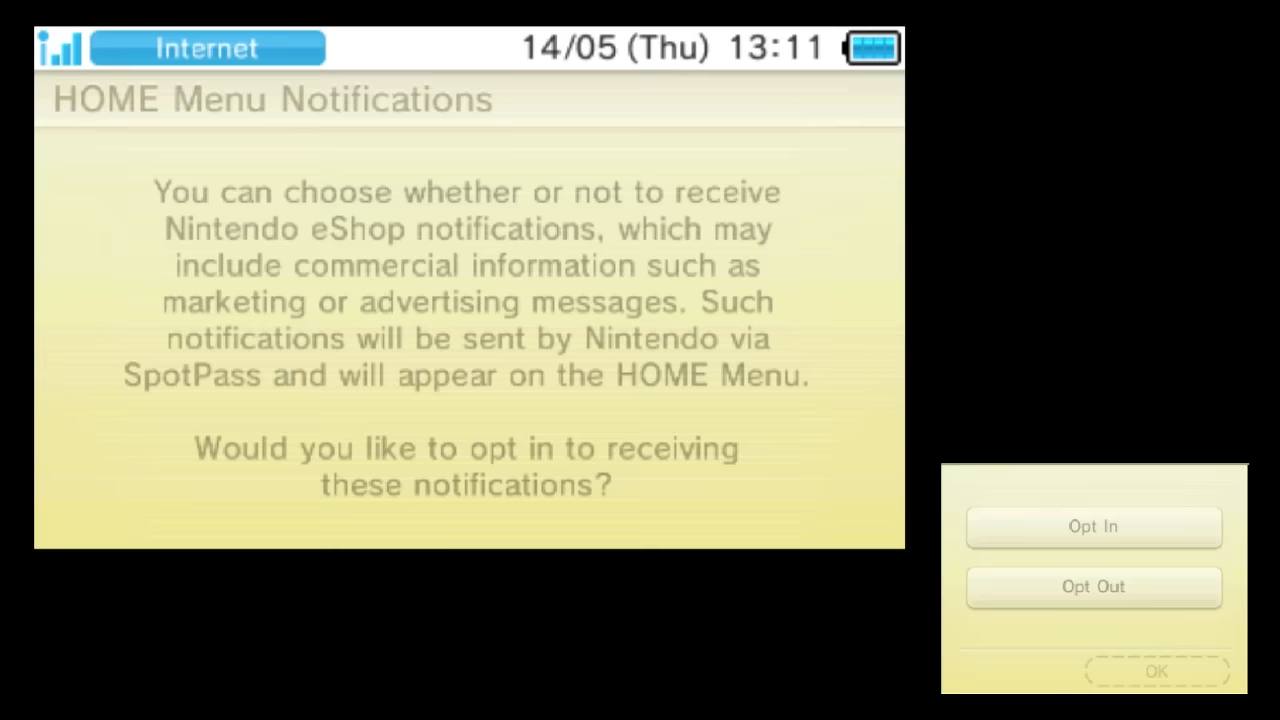 Internet 14/05 (Thu) 13:11
HOME Menu Notifications
You can choose whether or not to receive
Nintendo eShop notifications, which may
include commercial information such as
marketing or advertising messages. Such
notifications will be sent by Nintendo via
SpotPass and will appear on the HOME Menu.
Would you like to opt in to receiving
these notifications?
Opt In
Opt Out
OK